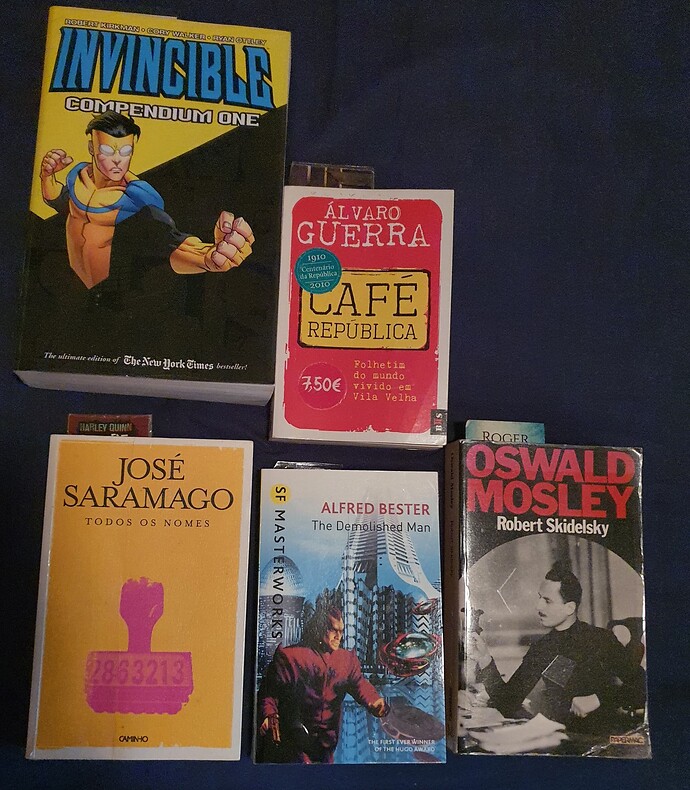 ROBERT KIRKMAN • CORY WALKER • RYAN OTTLEY
INVINCIBLE
COMPENDIUM ONE
The ultimate edition of The New York Times bestseller!
ÁLVARO
GUERRA
1910
Centenário
da República
2010
CAFÉ
REPÚBLICA
7,50€
Folhetim
do mundo
vivido em
Vila Velha
BIS
HARLEY QUINN
JOSÉ
SARAMAGO
TODOS OS NOMES
2863213
CAMINHO
SF MASTERWORKS
ALFRED BESTER
The Demolished Man
THE FIRST EVER WINNER
OF THE HUGO AWARD
ROGER
OSWALD
MOSLEY
Robert Skidelsky
PAPERMAC